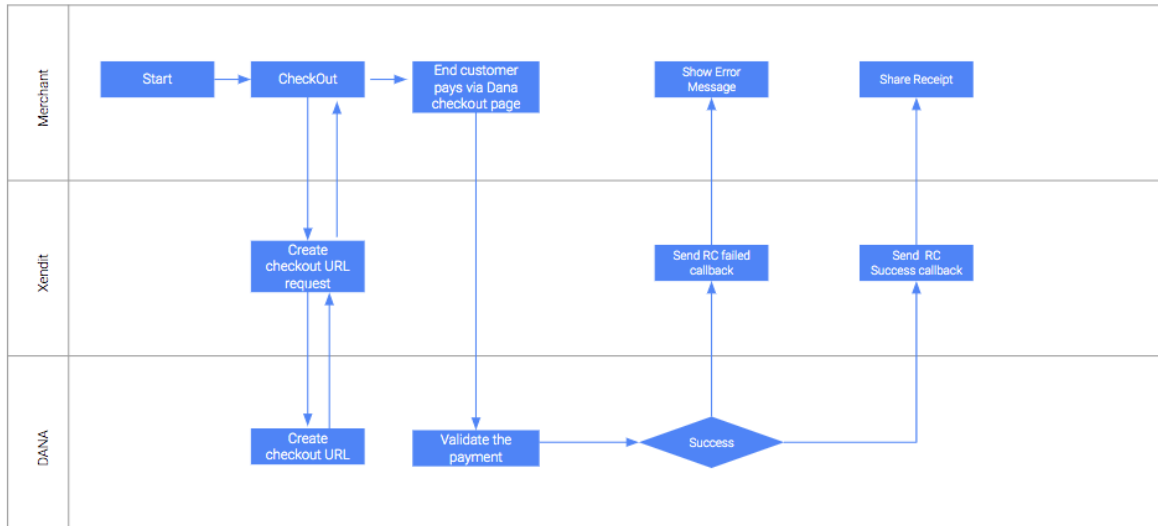 Merchant
Start
CheckOut
End customer
pays via Dana
checkout page
Show Error
Message
Share Receipt
Xendit
Create
checkout URL
request
Send RC failed
callback
Send  RC
Success callback
DANA
Create
checkout URL
Validate the
payment
Success